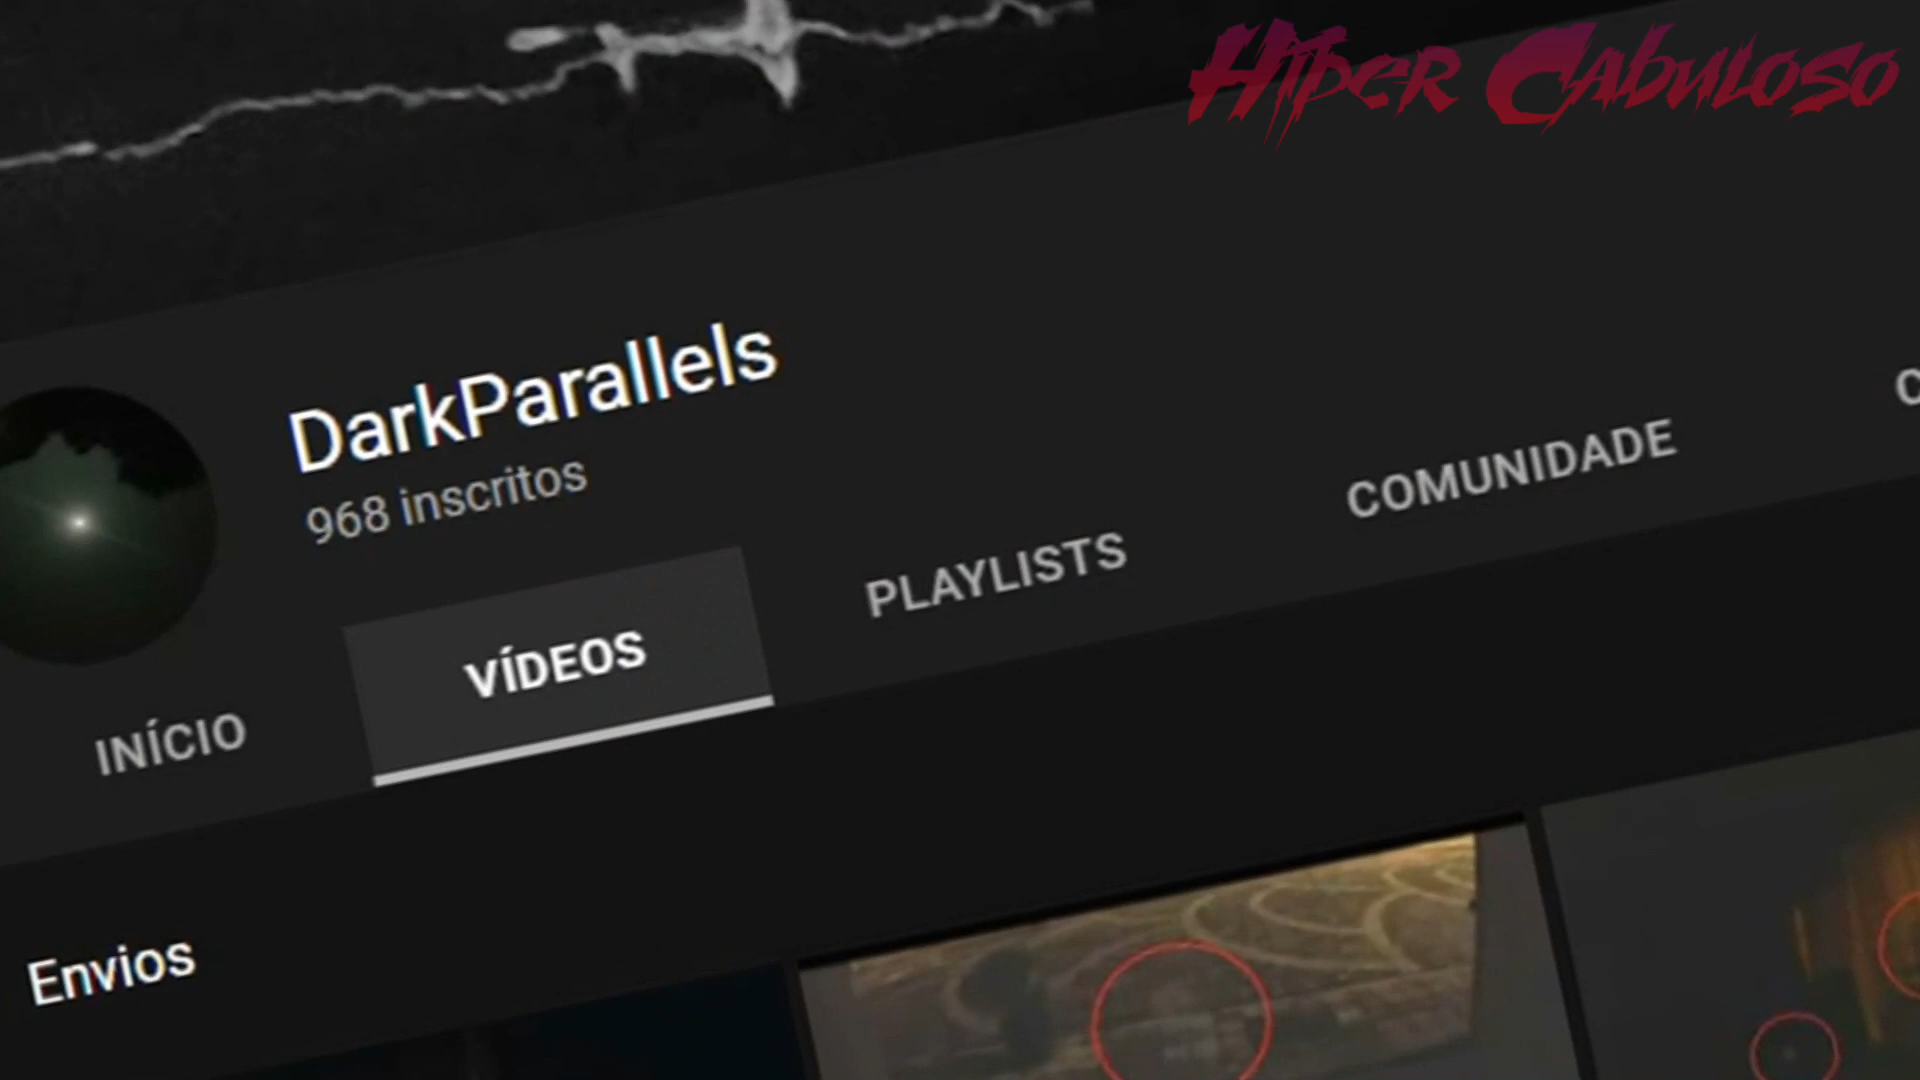 Hiper Cabuloso
DarkParallels
968 inscritos
INÍCIO
VÍDEOS
PLAYLISTS
COMUNIDADE
Envios